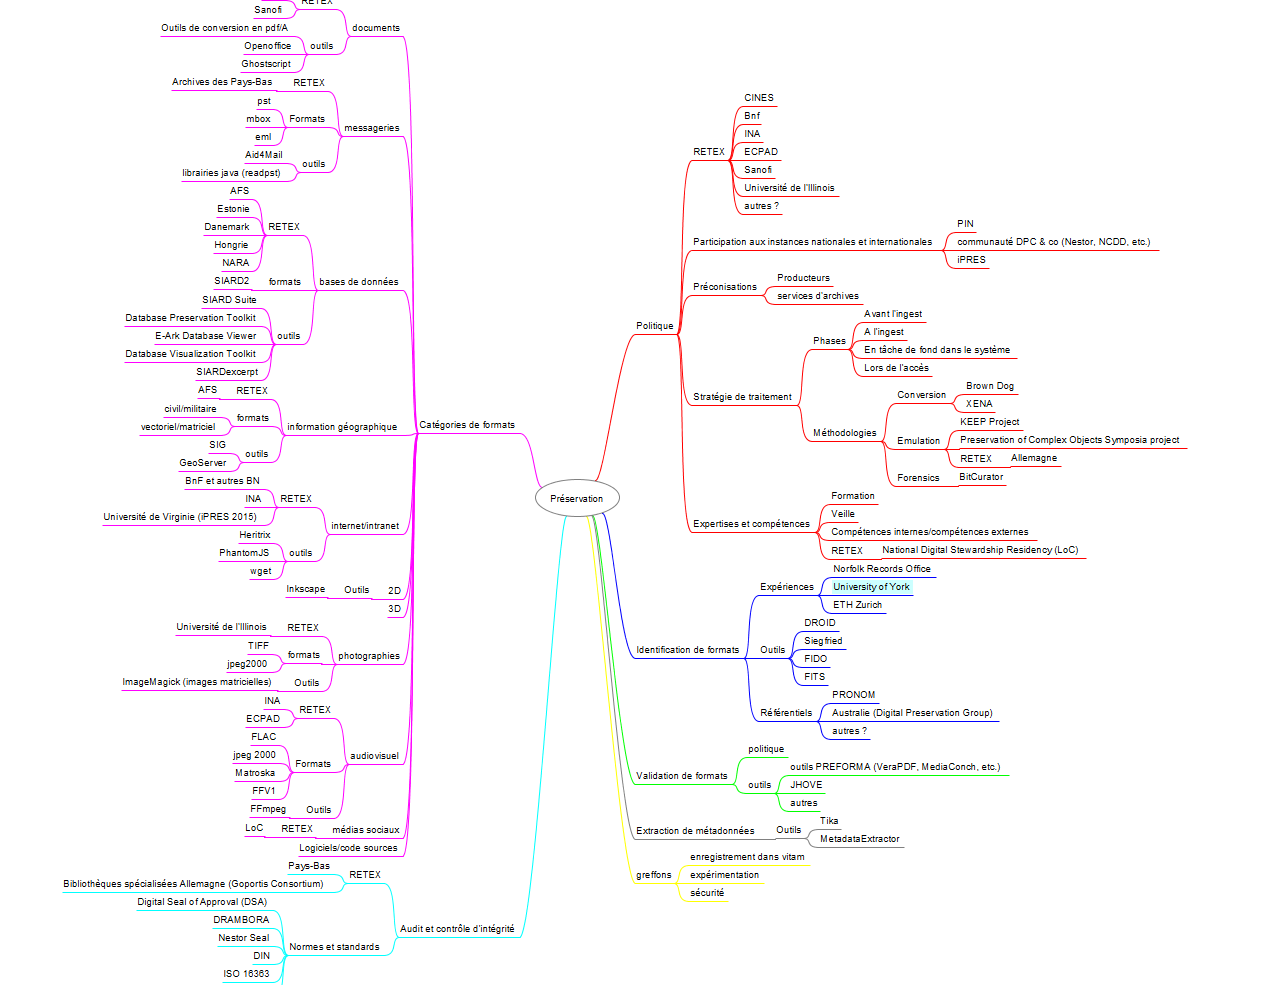 Préservation
Politique
RETEX
CINES
Bnf
INA
ECPAD
Sanofi
Université de l'Illinois
autres ?
Participation aux instances nationales et internationales
PIN
communauté DPC & co (Nestor, NCDD, etc.)
iPRES
Préconisations
Producteurs
services d'archives
Stratégie de traitement
Phases
Avant l'ingest
A l'ingest
En tâche de fond dans le système
Lors de l'accès
Méthodologies
Conversion
Brown Dog
XENA
Emulation
KEEP Project
Preservation of Complex Objects Symposia project
RETEX
Allemagne
Forensics
BitCurator
Expertises et compétences
Formation
Veille
Compétences internes/compétences externes
RETEX
National Digital Stewardship Residency (LoC)
Identification de formats
Expériences
Norfolk Records Office
University of York
ETH Zurich
Outils
DROID
Siegfried
FIDO
FITS
Référentiels
PRONOM
Australie (Digital Preservation Group)
autres ?
Validation de formats
politique
outils
outils PREFORMA (VeraPDF, MediaConch, etc.)
JHOVE
autres
Extraction de métadonnées
Outils
Tika
MetadataExtractor
greffons
enregistrement dans vitam
expérimentation
sécurité
Catégories de formats
documents
RETEX
Sanofi
outils
Outils de conversion en pdf/A
Openoffice
Ghostscript
messageries
RETEX
Archives des Pays-Bas
Formats
pst
mbox
eml
outils
Aid4Mail
librairies java (readpst)
bases de données
RETEX
AFS
Estonie
Danemark
Hongrie
NARA
formats
SIARD2
outils
SIARD Suite
Database Preservation Toolkit
E-Ark Database Viewer
Database Visualization Toolkit
SIARDexcerpt
information géographique
RETEX
AFS
formats
civil/militaire
vectoriel/matriciel
outils
SIG
GeoServer
internet/intranet
RETEX
BnF et autres BN
INA
Université de Virginie (iPRES 2015)
outils
Heritrix
PhantomJS
wget
2D
Outils
Inkscape
3D
photographies
RETEX
Université de l'Illinois
formats
TIFF
jpeg2000
Outils
ImageMagick (images matricielles)
audiovisuel
RETEX
INA
ECPAD
Formats
FLAC
jpeg 2000
Matroska
FFV1
Outils
FFmpeg
médias sociaux
RETEX
LoC
Logiciels/code sources
Audit et contrôle d'intégrité
RETEX
Pays-Bas
Bibliothèques spécialisées Allemagne (Goportis Consortium)
Normes et standards
Digital Seal of Approval (DSA)
DRAMBORA
Nestor Seal
DIN
ISO 16363